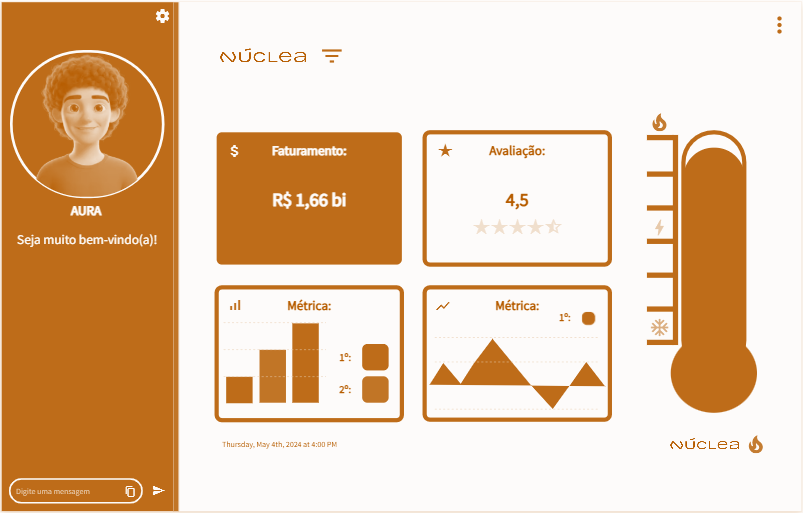 AURA
Seja muito bem-vindo(a)!
Digite uma mensagem
NÚCLEA
$ Faturamento:
R$ 1,66 bi
Avaliação:
4,5
Métrica:
1º:
2º:
Métrica:
1º:
Thursday, May 4th, 2024 at 4:00 PM
NÚCLEA